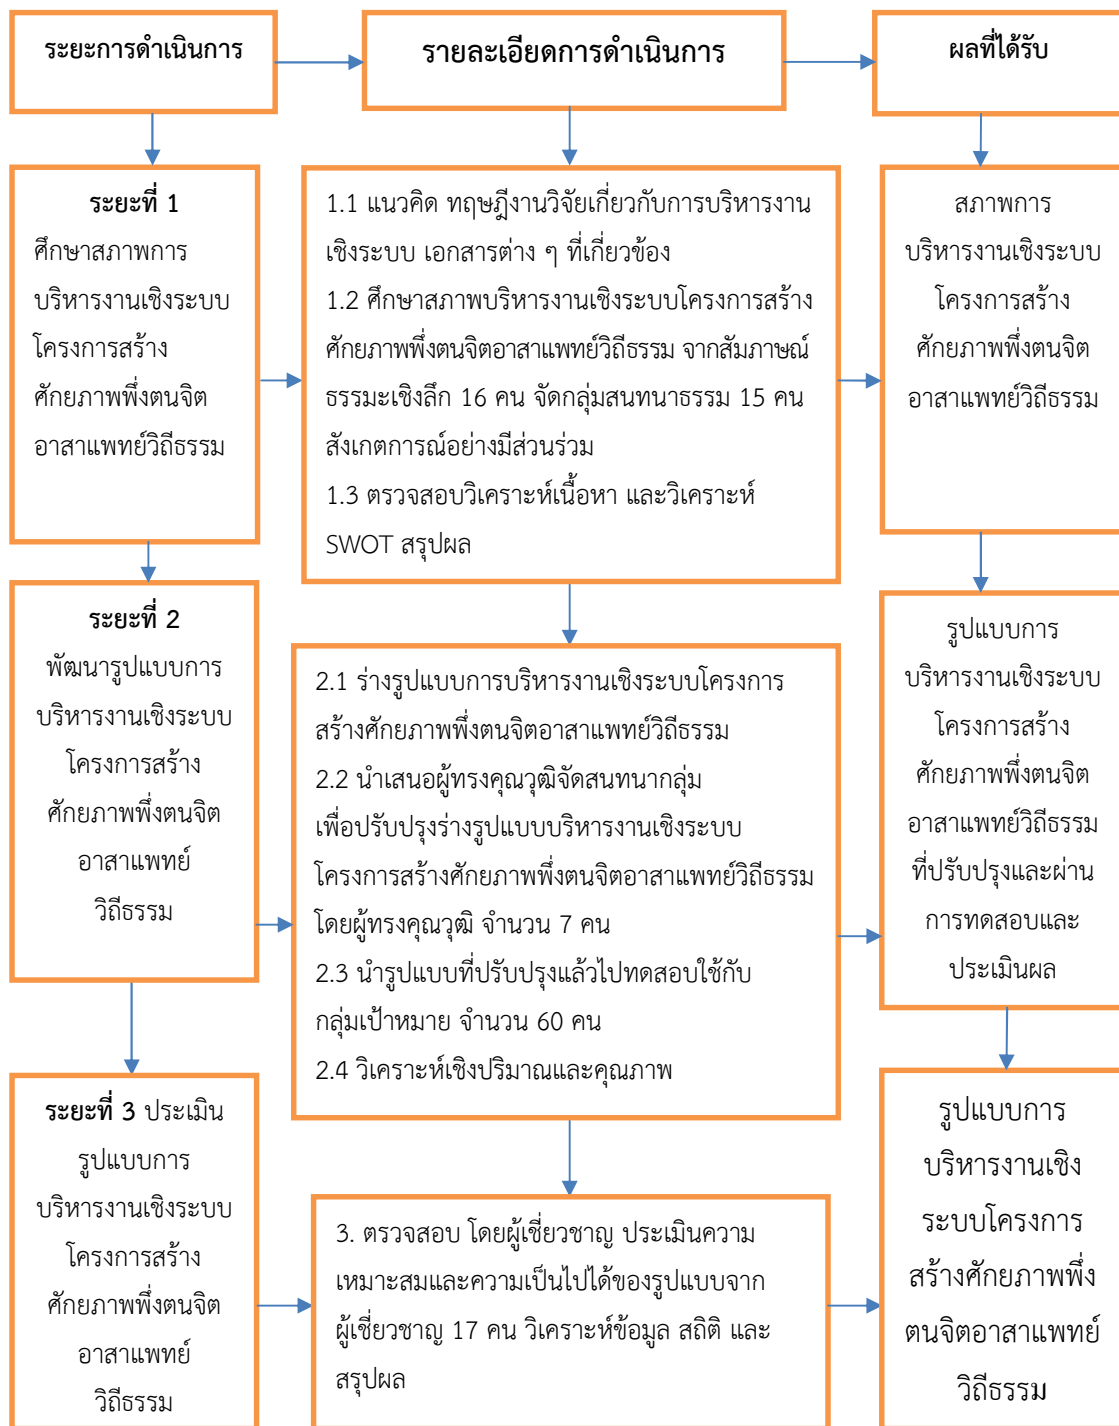 ระยะการดำเนินการ
รายละเอียดการดำเนินการ
ผลที่ได้รับ
ระยะที่ 1
ศึกษาสภาพการ
บริหารงานเชิงระบบ
โครงการสร้าง
ศักยภาพพึ่งตนจิต
อาสาแพทย์วิถีธรรม
1.1 แนวคิด ทฤษฎีงานวิจัยเกี่ยวกับการบริหารงาน
เชิงระบบ เอกสารต่าง ๆ ที่เกี่ยวข้อง
1.2 ศึกษาสภาพบริหารงานเชิงระบบโครงการสร้าง
ศักยภาพพึ่งตนจิตอาสาแพทย์วิถีธรรม จากสัมภาษณ์
ธรรมะเชิงลึก 16 คน จัดกลุ่มสนทนาธรรม 15 คน
สังเกตการณ์อย่างมีส่วนร่วม
1.3 ตรวจสอบวิเคราะห์เนื้อหา และวิเคราะห์
SWOT สรุปผล
สภาพการ
บริหารงานเชิงระบบ
โครงการสร้าง
ศักยภาพพึ่งตนจิต
อาสาแพทย์วิถีธรรม
ระยะที่ 2
พัฒนารูปแบบการ
บริหารงานเชิงระบบ
โครงการสร้าง
ศักยภาพพึ่งตนจิต
อาสาแพทย์
วิถีธรรม
2.1 ร่างรูปแบบการบริหารงานเชิงระบบโครงการ
สร้างศักยภาพพึ่งตนจิตอาสาแพทย์วิถีธรรม
2.2 นำเสนอผู้ทรงคุณวุฒิจัดสนทนากลุ่ม
เพื่อปรับปรุงร่างรูปแบบบริหารงานเชิงระบบ
โครงการสร้างศักยภาพพึ่งตนจิตอาสาแพทย์วิถีธรรม
โดยผู้ทรงคุณวุฒิ จำนวน 7 คน
2.3 นำรูปแบบที่ปรับปรุงแล้วไปทดสอบใช้กับ
กลุ่มเป้าหมาย จำนวน 60 คน
2.4 วิเคราะห์เชิงปริมาณและคุณภาพ
รูปแบบการ
บริหารงานเชิงระบบ
โครงการสร้าง
ศักยภาพพึ่งตนจิต
อาสาแพทย์วิถีธรรม
ที่ปรับปรุงและผ่าน
การทดสอบและ
ประเมินผล
ระยะที่ 3 ประเมิน
รูปแบบการ
บริหารงานเชิงระบบ
โครงการสร้าง
ศักยภาพพึ่งตนจิต
อาสาแพทย์
วิถีธรรม
3. ตรวจสอบ โดยผู้เชี่ยวชาญ ประเมินความ
เหมาะสมและความเป็นไปได้ของรูปแบบจาก
ผู้เชี่ยวชาญ 17 คน วิเคราะห์ข้อมูล สถิติ และ
สรุปผล
รูปแบบการ
บริหารงานเชิง
ระบบโครงการ
สร้างศักยภาพพึ่ง
ตนจิตอาสาแพทย์
วิถีธรรม